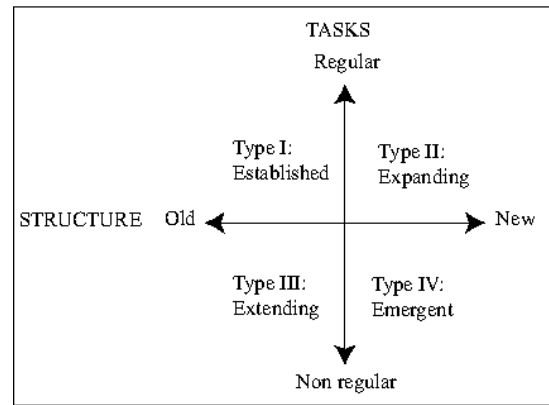 TASKS
Regular
Type I:
Established
Type II:
Expanding
STRUCTURE
Old
New
Type III:
Extending
Type IV:
Emergent
Non regular